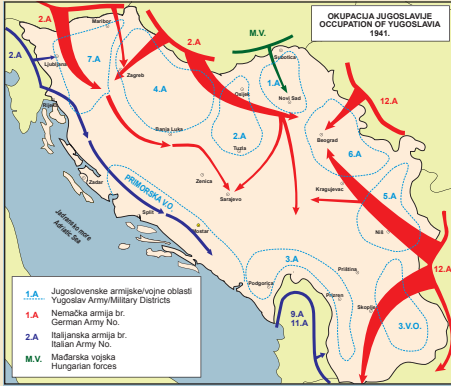 OKUPACIJA JUGOSLAVIJE
OCCUPATION OF YUGOSLAVIA
1941.
2.A
Maribor
2.A
M.V.
2.A
Ljubljana
7.A
Zagreb
4.A
Subotica
1.A
Osijek
Novi Sad
12.A
Rijeka
Banja Luka
2.A
Tuzla
Beograd
6.A
PRIMORSKA V.O
Zadar
Zenica
Sarajevo
Kragujevac
5.A
Split
Mostar
Niš
Jadransko more
Adriatic Sea
3.A
Podgorica
Priština
Prizren
Skoplje
12.A
9.A
11.A
3.V.O.
1.A Jugoslovenske armijske/vojne oblasti
Yugoslav Army/Military Districts
1.A Nemačka armija br.
German Army No.
2.A Italijanska armija br.
Italian Army No.
M.V. Mađarska vojska
Hungarian forces